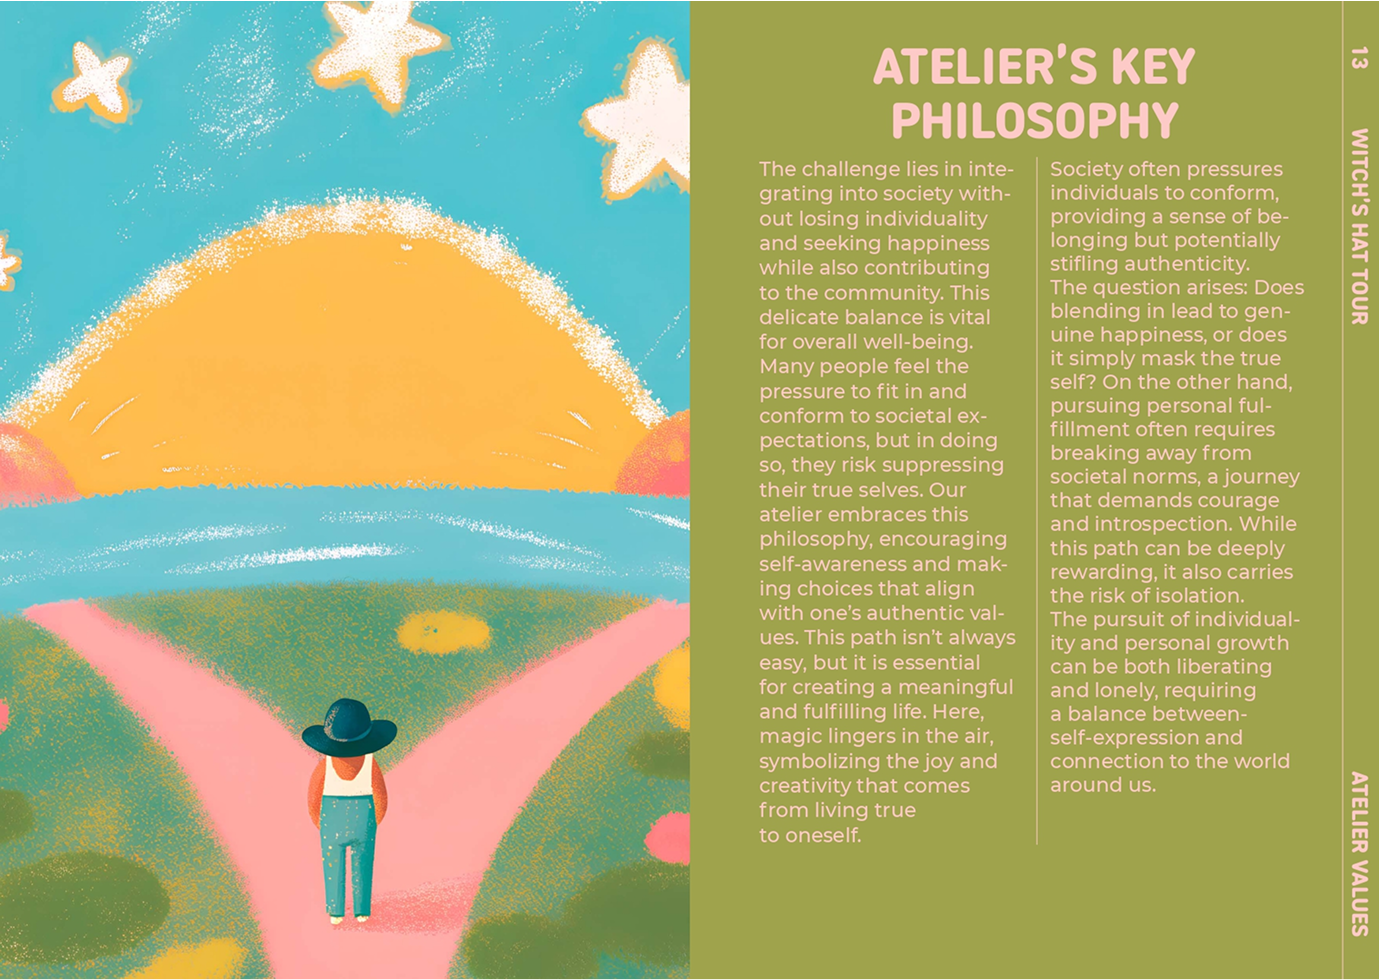 ATELIER'S KEY
PHILOSOPHY
The challenge lies in inte-
grating into society with-
out losing individuality
and seeking happiness
while also contributing
to the community. This
delicate balance is vital
for overall well-being.
Many people feel the
pressure to fit in and
conform to societal ex-
pectations, but in doing
so, they risk suppressing
their true selves. Our
atelier embraces this
philosophy, encouraging
self-awareness and mak-
ing choices that align
with one’s authentic val-
ues. This path isn’t always
easy, but it is essential
for creating a meaningful
and fulfilling life. Here,
magic lingers in the air,
symbolizing the joy and
creativity that comes
from living true
to oneself.
Society often pressures
individuals to conform,
providing a sense of be-
longing but potentially
stifling authenticity.
The question arises: Does
blending in lead to gen-
uine happiness, or does
it simply mask the true
self? On the other hand,
pursuing personal ful-
fillment often requires
breaking away from
societal norms, a journey
that demands courage
and introspection. While
this path can be deeply
rewarding, it also carries
the risk of isolation.
The pursuit of individual-
ity and personal growth
can be both liberating
and lonely, requiring
a balance between-
self-expression and
connection to the world
around us.
13
WITCH'S HAT TOUR
ATELIER VALUES